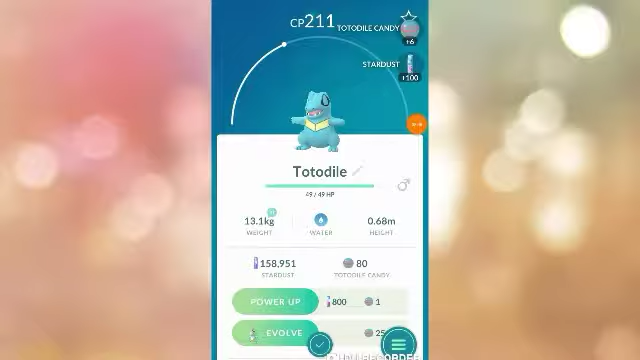 CP211
TOTODILE CANDY
+6
STARDUST
+100
Totodile
49 / 49 HP
13.1kg
WEIGHT
WATER
0.68m
HEIGHT
158,951
STARDUST
80
TOTODILE CANDY
POWER UP 800 1
EVOLVE 25